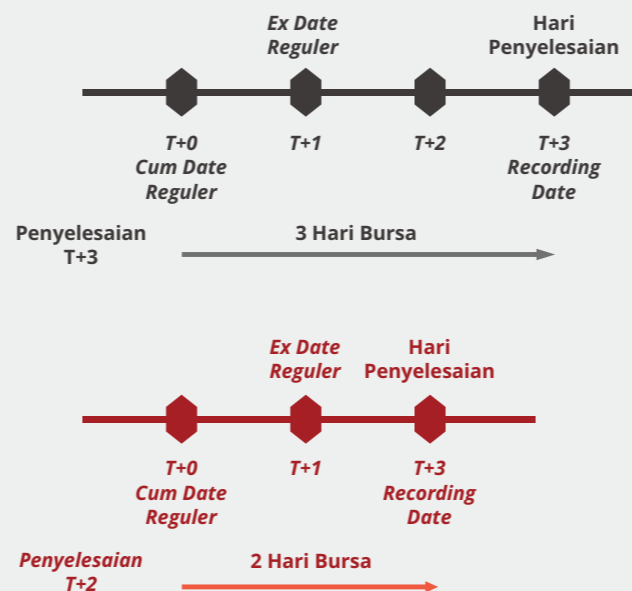 Ex Date
Reguler
Hari
Penyelesaian
T+0
Cum Date
Reguler
T+1
T+2
T+3
Recording
Date
Penyelesaian
T+3
3 Hari Bursa
Ex Date
Reguler
Hari
Penyelesaian
T+0
Cum Date
Reguler
T+1
T+3
Recording
Date
Penyelesaian
T+2
2 Hari Bursa